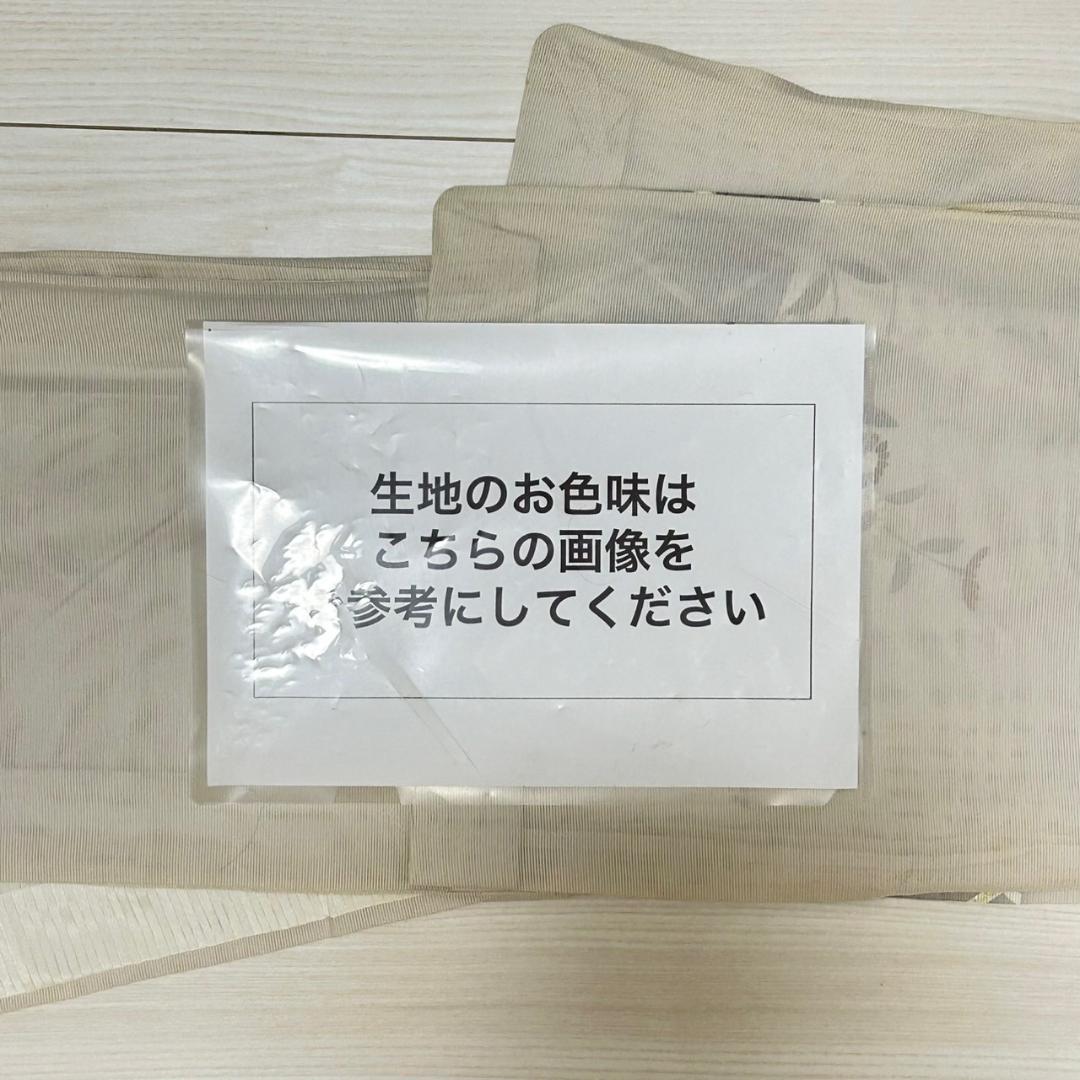 生地のお色味は
こちらの画像を
参考にしてください